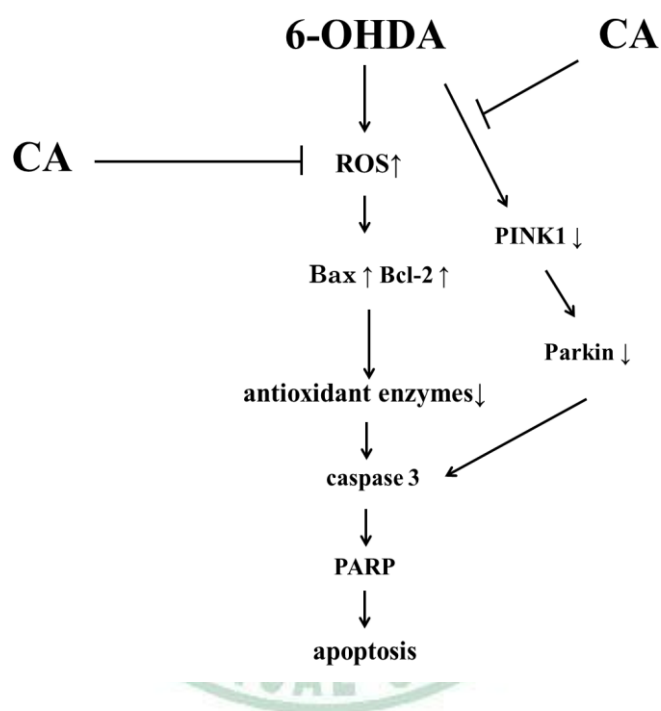 6-OHDA CA
CA ROS↑
PINK1↓
Bax↑ Bcl-2↑
Parkin↓
antioxidant enzymes↓
caspase 3
PARP
apoptosis